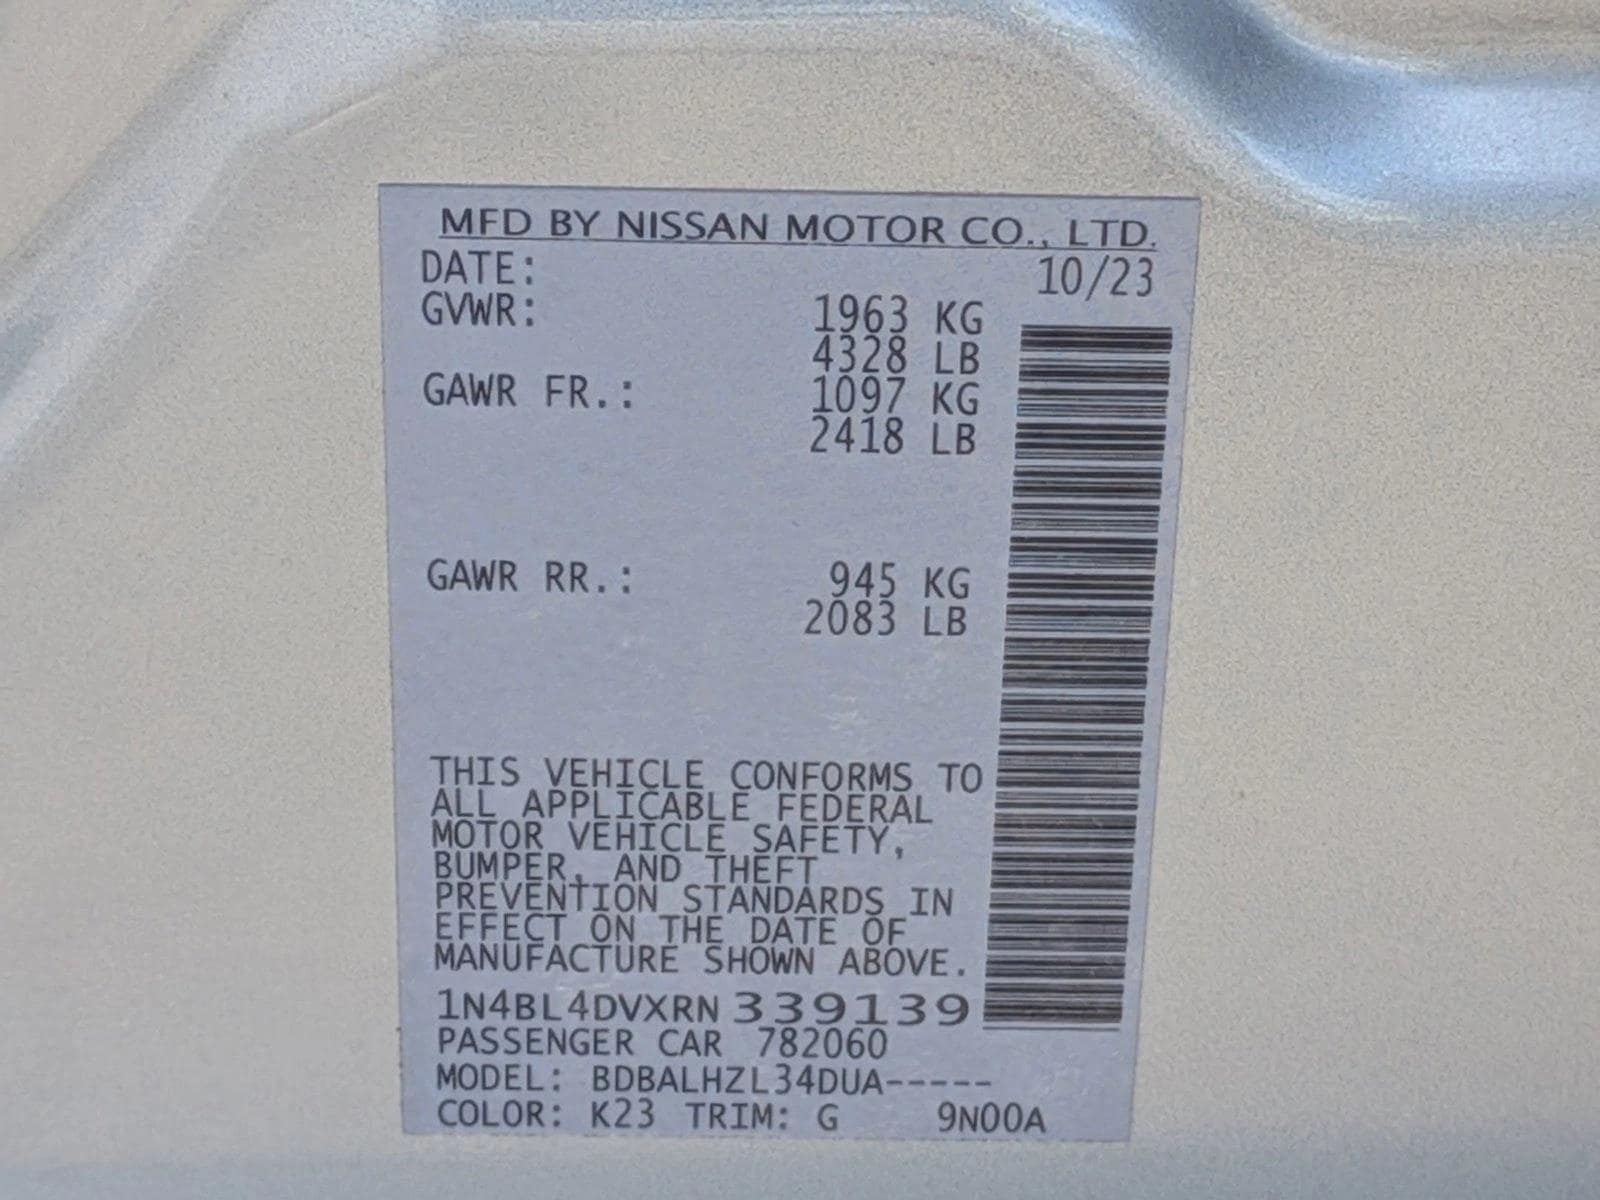 MFD BY NISSAN MOTOR CO., LTD.
DATE: 10/23
GVWR: 1963 KG
4328 LB
GAWR FR.: 1097 KG
2418 LB
GAWR RR.: 945 KG
2083 LB
THIS VEHICLE CONFORMS TO
ALL APPLICABLE FEDERAL
MOTOR VEHICLE SAFETY,
BUMPER, AND THEFT
PREVENTION STANDARDS IN
EFFECT ON THE DATE OF
MANUFACTURE SHOWN ABOVE.
1N4BL4DVXRN 339139
PASSENGER CAR 782060
MODEL: BDBALHZL34DUA-----
COLOR: K23 TRIM: G 9N00A